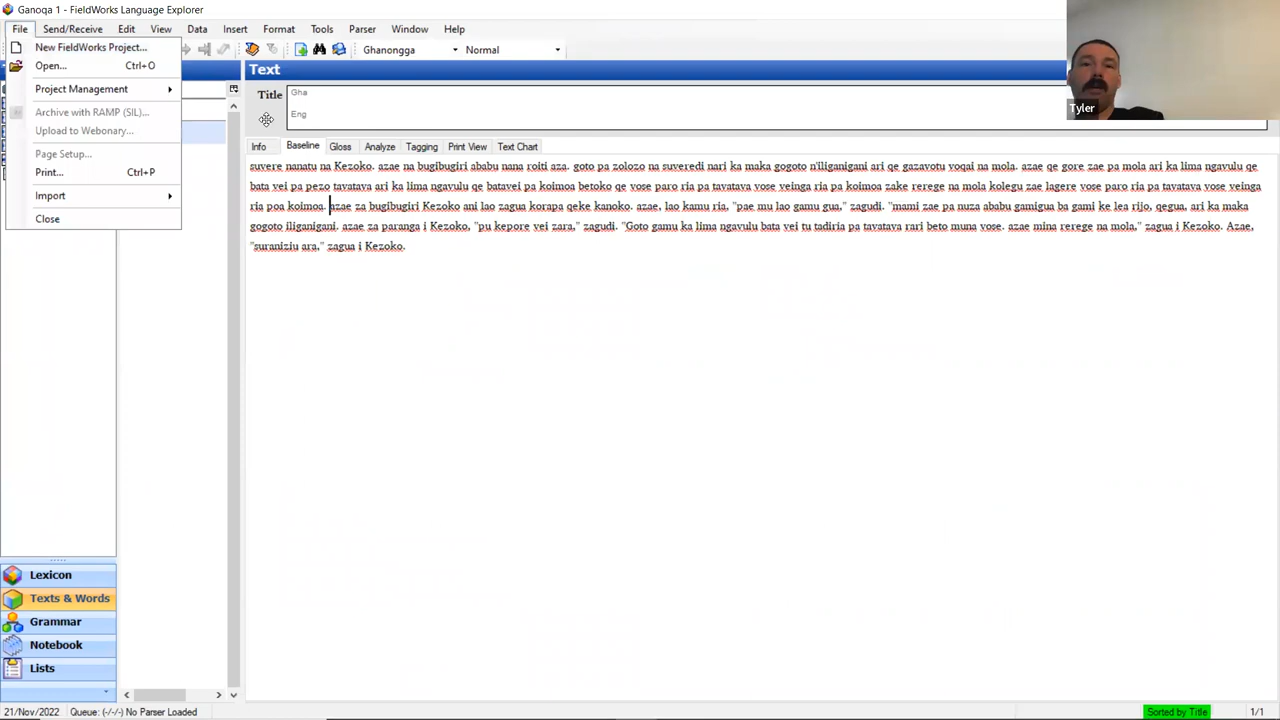 Ganoqa 1 - FieldWorks Language Explorer
File Send/Receive Edit View Data Insert Format Tools Parser Window Help
New FieldWorks Project...
Open... Ctrl+O
Project Management
Archive with RAMP (SIL)...
Upload to Webonary...
Page Setup...
Print... Ctrl+P
Import
Close
Ghanongga Normal
Text
Title Gha
Eng
Tyler
Info Baseline Gloss Analyze Tagging Print View Text Chart
suvere nanatu na Kezoko. azae na bugibugiri ababu nana roiti aza. goto pa zolozo na suveredi nari ka maka gogoto n'iliganigani ari qe gazavotu voqai na mola. azae qe gore zae pa mola ari ka lima ngavulu qe
bata vei pa pezo tavatava ari ka lima ngavulu qe batavei pa koimoa betoko qe vose paro ria pa tavatava vose veinga ria pa koimoa zake rerege na mola kolegu zae lagere vose paro ria pa tavatava vose veinga
ria poa koimoa. azae za bugibugiri Kezoko ani lao zagua korapa qeke kanoko. azae, lao kamu ria, "pae mu lao gamu gua," zagudi. "mami zae pa nuza ababu gamigua ba gami ke lea rijo, qegua, ari ka maka
gogoto iliganigani. azae za paranga i Kezoko, "pu kepore vei zara," zagudi. "Goto gamu ka lima ngavulu bata vei tu tadiria pa tavatava rari beto muna vose. azae mina rerege na mola," zagua i Kezoko. Azae,
"suraniziu ara," zagua i Kezoko.
Lexicon
Texts & Words
Grammar
Notebook
Lists
21/Nov/2022 Queue: (-/-/-) No Parser Loaded Sorted by Title 1/1